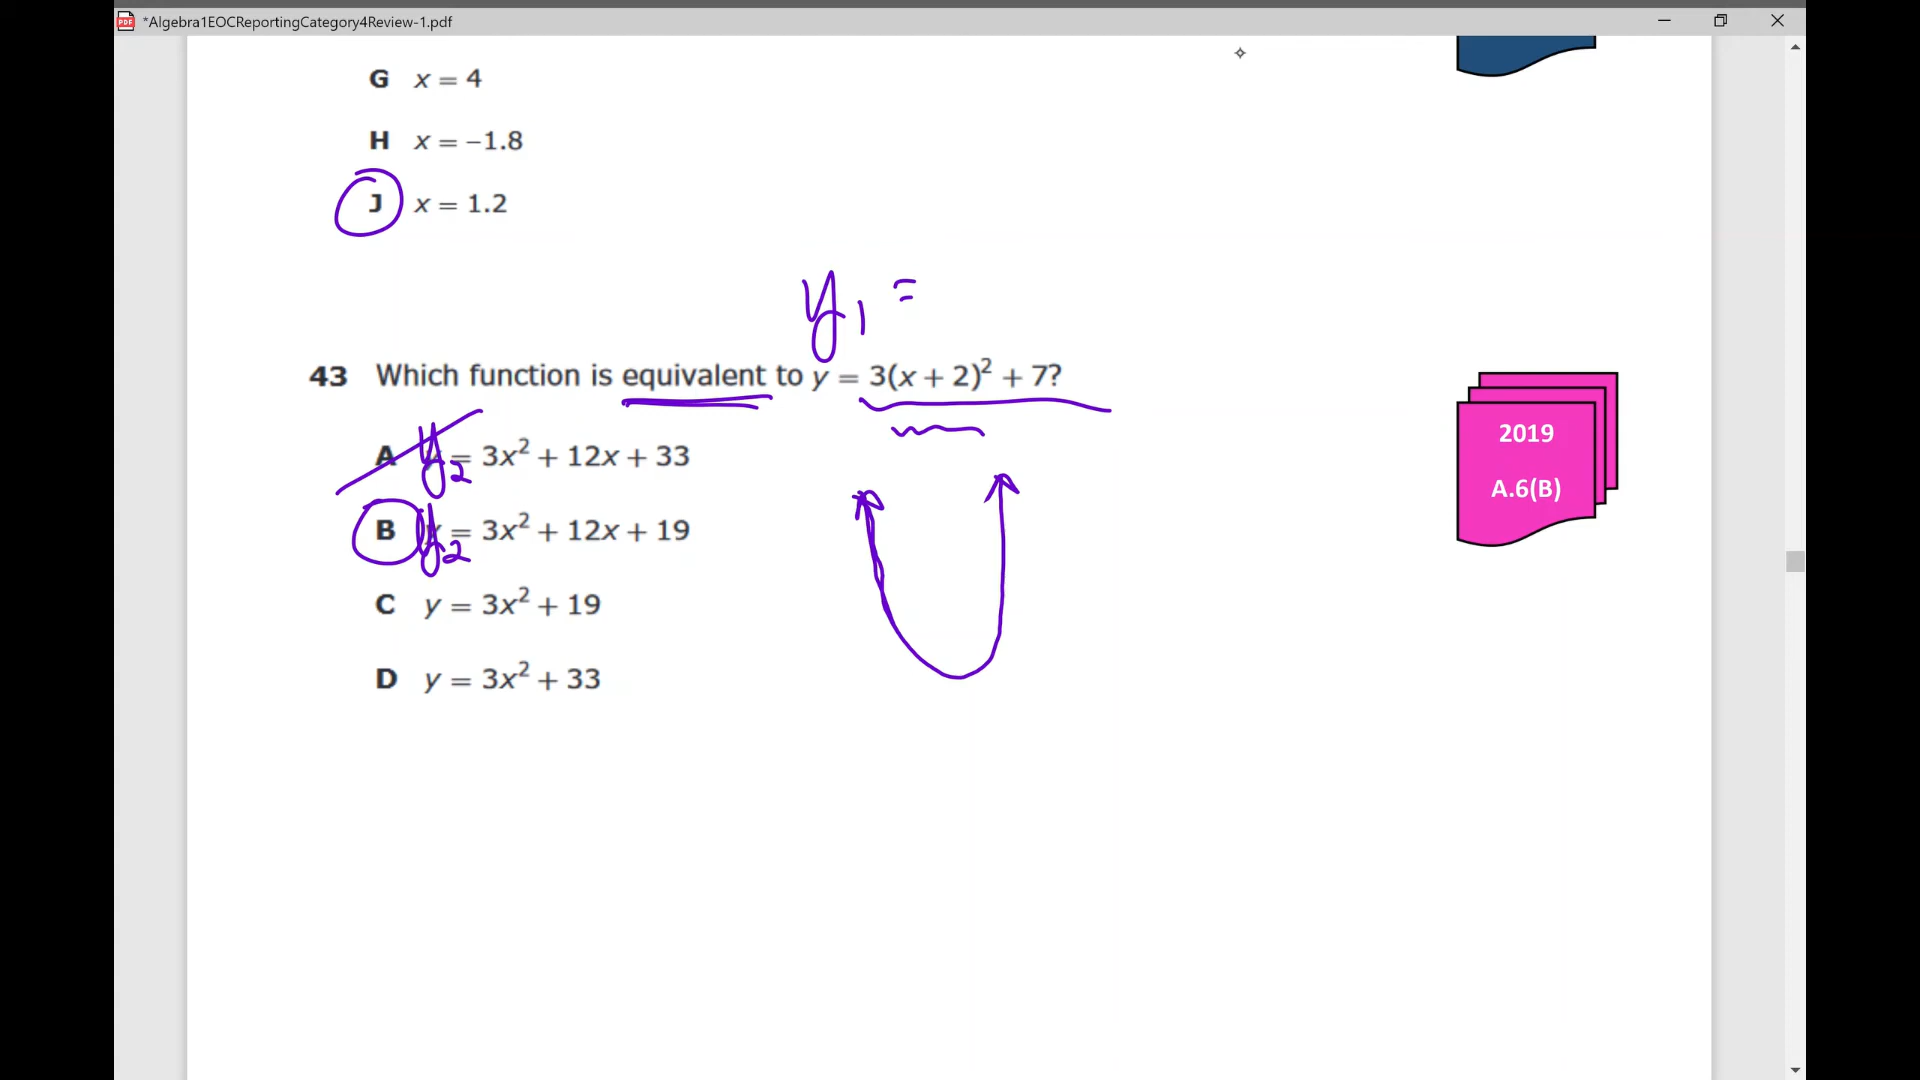 *Algebra1EOCReportingCategory4Review-1.pdf
G x = 4
H x = −1.8
J x = 1.2
y₁ =
43 Which function is equivalent to y = 3(x + 2)² + 7?
A y₂ = 3x² + 12x + 33
B y₂ = 3x² + 12x + 19
C y = 3x² + 19
D y = 3x² + 33
2019
A.6(B)